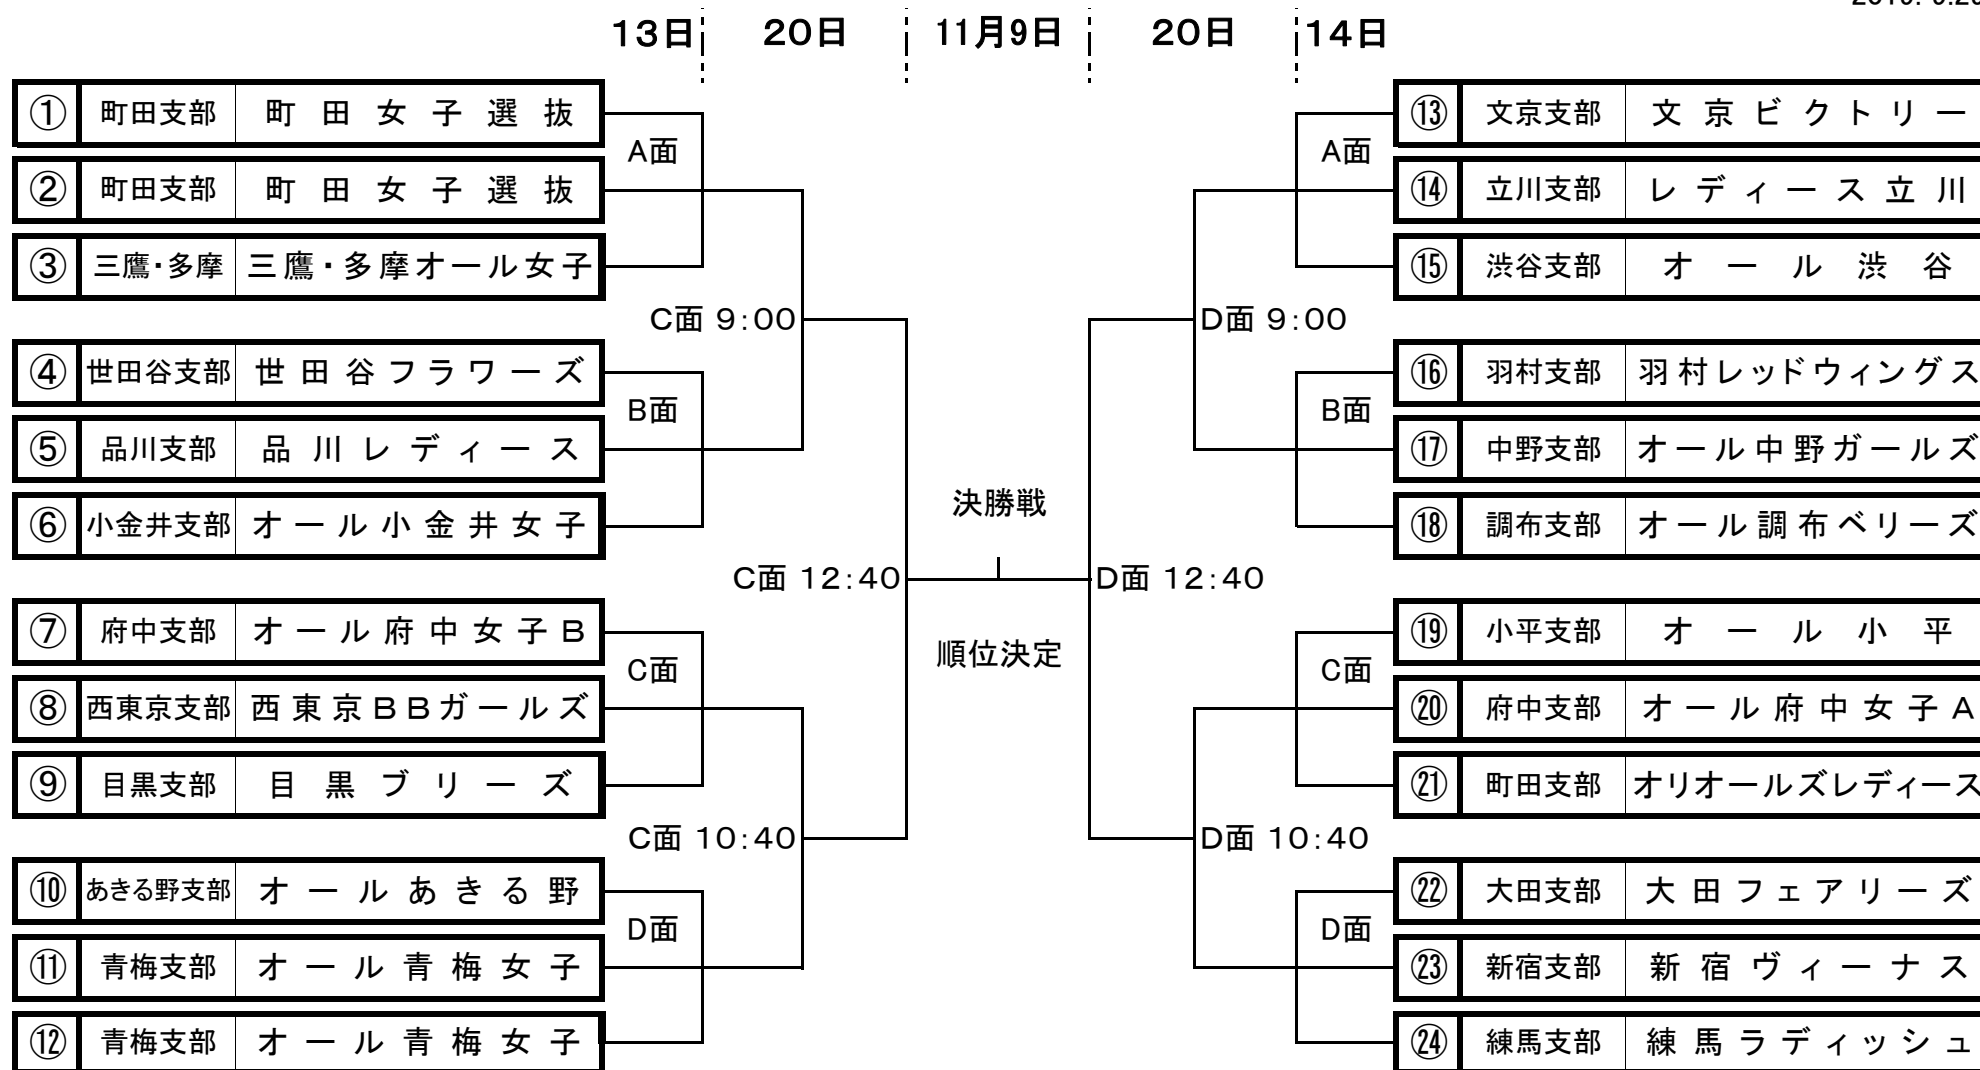 2019. 9.26
13日 20日 11月9日 20日 14日
① 町田支部 町田女子選抜
A面
② 町田支部 町田女子選抜
③ 三鷹・多摩 三鷹・多摩オール女子
C面 9:00
④ 世田谷支部 世田谷フラワーズ
B面
⑤ 品川支部 品川レディース
⑥ 小金井支部 オール小金井女子
C面 12:40
⑦ 府中支部 オール府中女子B
C面
⑧ 西東京支部 西東京BBガールズ
⑨ 目黒支部 目黒ブリーズ
C面 10:40
⑩ あきる野支部 オールあきる野
D面
⑪ 青梅支部 オール青梅女子
⑫ 青梅支部 オール青梅女子
決勝戦
順位決定
⑬ 文京支部 文京ビクトリー
A面
⑭ 立川支部 レディース立川
⑮ 渋谷支部 オール渋谷
D面 9:00
⑯ 羽村支部 羽村レッドウィングス
B面
⑰ 中野支部 オール中野ガールズ
⑱ 調布支部 オール調布ベリーズ
D面 12:40
⑲ 小平支部 オール小平
C面
⑳ 府中支部 オール府中女子A
㉑ 町田支部 オリオールズレディース
D面 10:40
㉒ 大田支部 大田フェアリーズ
D面
㉓ 新宿支部 新宿ヴィーナス
㉔ 練馬支部 練馬ラディッシュ